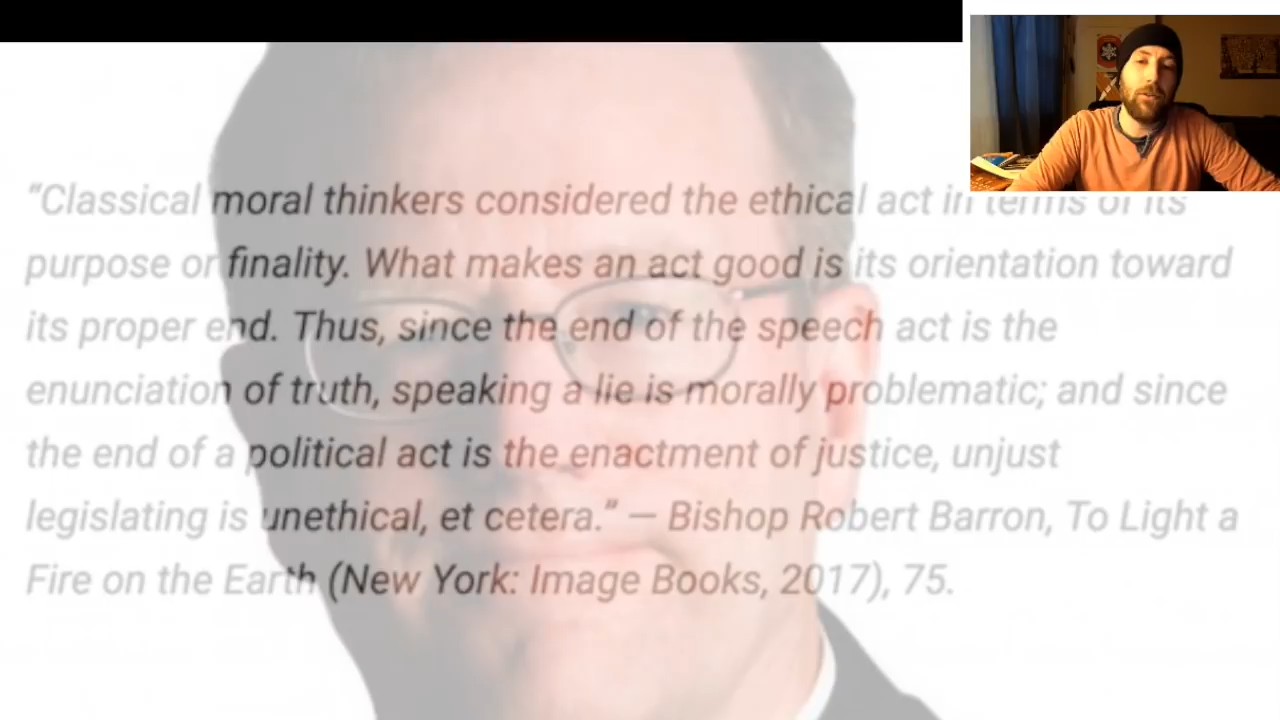 “Classical moral thinkers considered the ethical act in terms of its
purpose or finality. What makes an act good is its orientation toward
its proper end. Thus, since the end of the speech act is the
enunciation of truth, speaking a lie is morally problematic; and since
the end of a political act is the enactment of justice, unjust
legislating is unethical, et cetera.” — Bishop Robert Barron, To Light a
Fire on the Earth (New York: Image Books, 2017), 75.